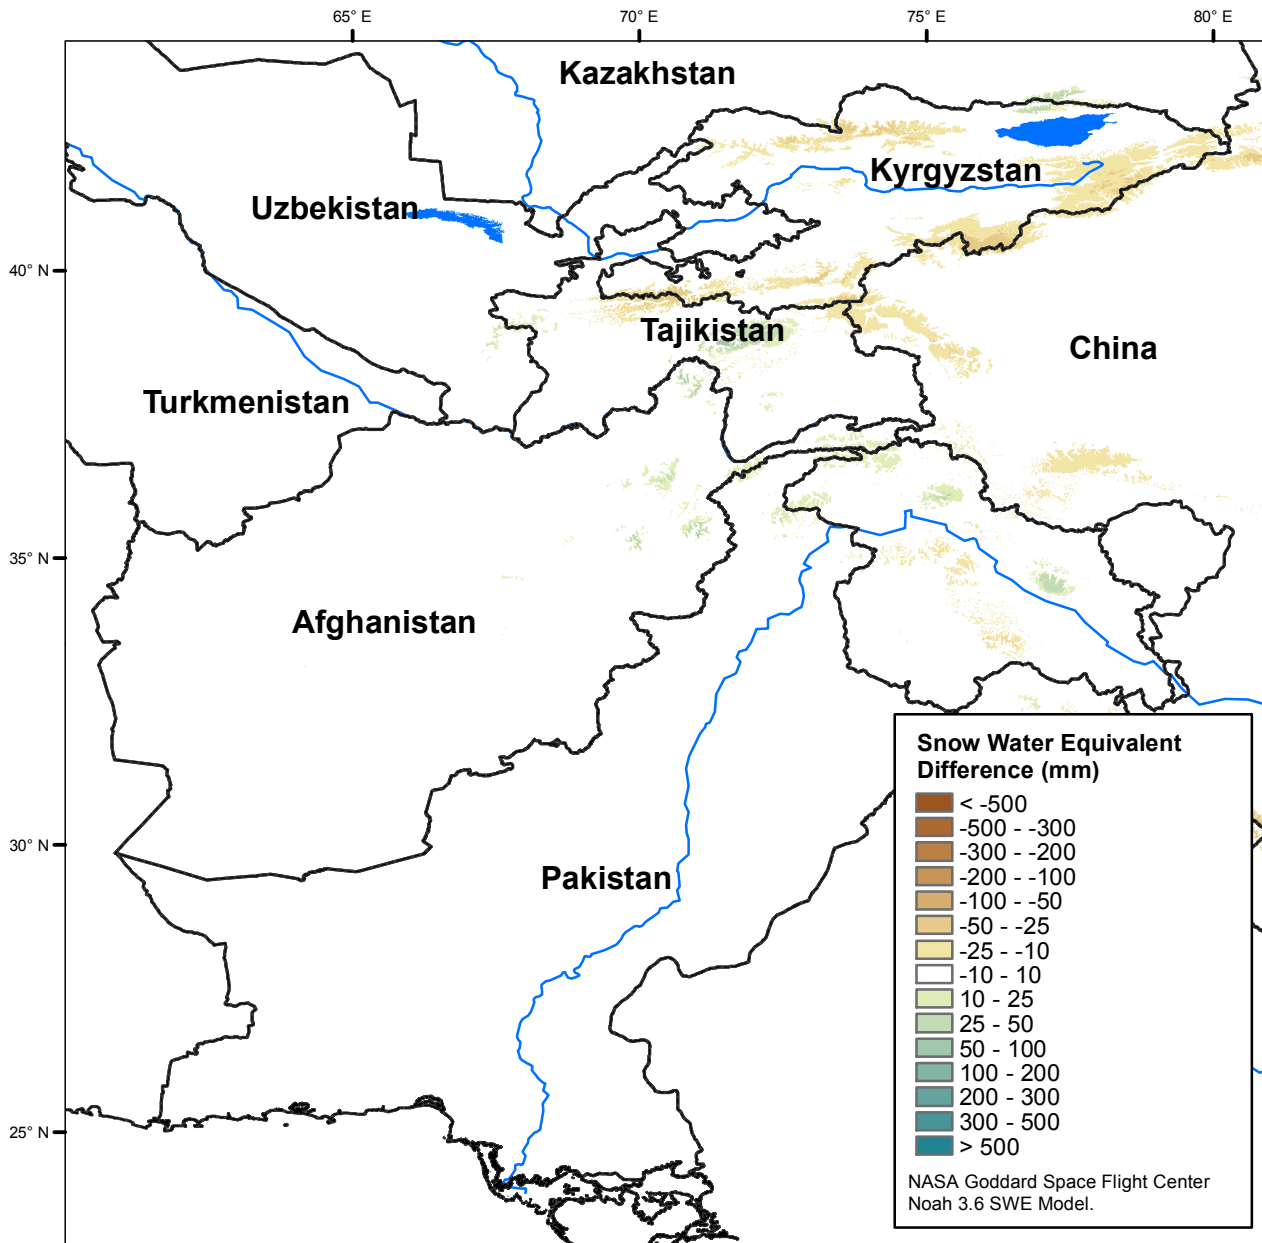 65° E
70° E
75° E
80° E
Kazakhstan
Kyrgyzstan
Uzbekistan
40° N
Tajikistan
China
Turkmenistan
35° N
Afghanistan
30° N
Pakistan
25° N
Snow Water Equivalent
Difference (mm)
< -500
-500 - -300
-300 - -200
-200 - -100
-100 - -50
-50 - -25
-25 - -10
-10 - 10
10 - 25
25 - 50
50 - 100
100 - 200
200 - 300
300 - 500
> 500
NASA Goddard Space Flight Center
Noah 3.6 SWE Model.